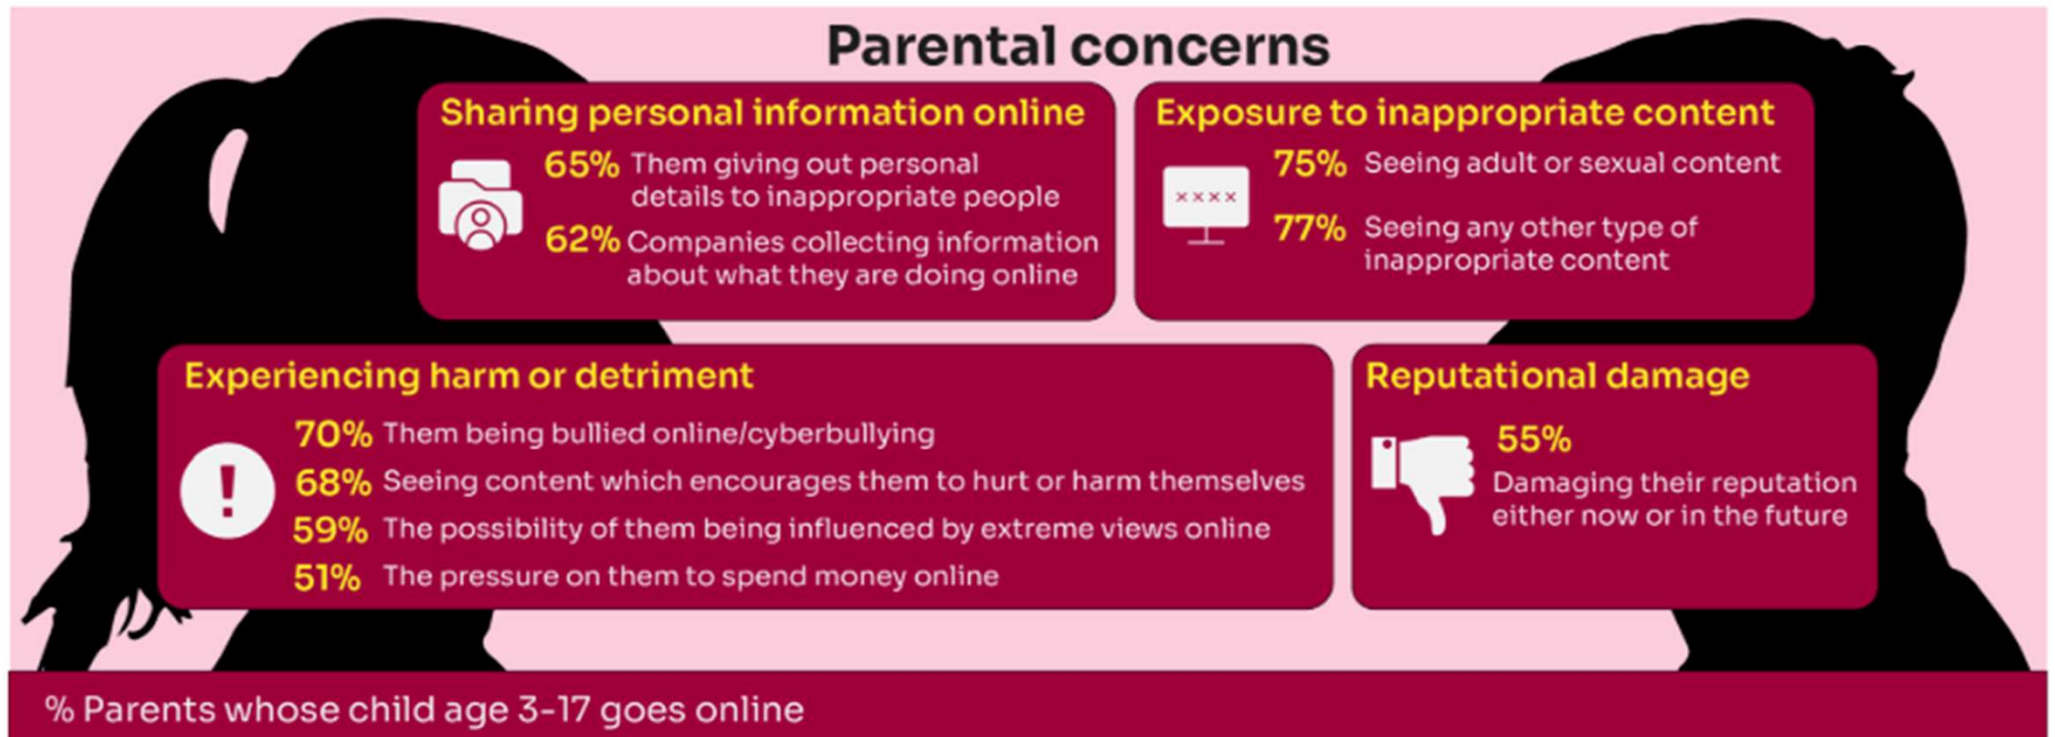 Parental concerns
Sharing personal information online
65% Them giving out personal
details to inappropriate people
62% Companies collecting information
about what they are doing online
Exposure to inappropriate content
xxxx
75% Seeing adult or sexual content
77% Seeing any other type of
inappropriate content
Experiencing harm or detriment
!
70% Them being bullied online/cyberbullying
68% Seeing content which encourages them to hurt or harm themselves
59% The possibility of them being influenced by extreme views online
51% The pressure on them to spend money online
Reputational damage
55%
Damaging their reputation
either now or in the future
% Parents whose child age 3-17 goes online